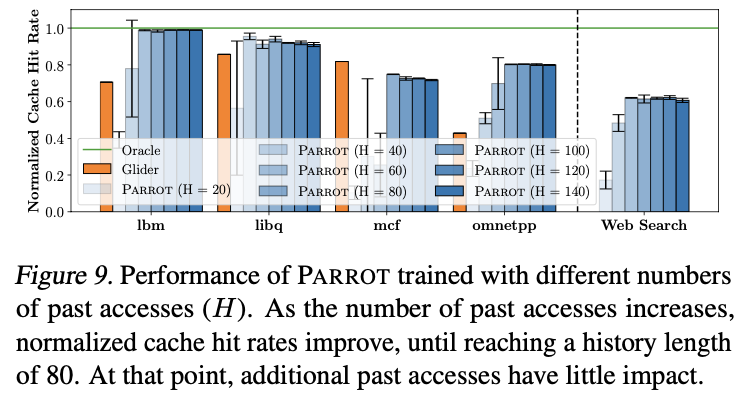 Normalized Cache Hit Rate
1.0
0.8
0.6
0.4
0.2
0.0
Oracle
Glider
PARROT (H = 20)
PARROT (H = 40)
PARROT (H = 60)
PARROT (H = 80)
PARROT (H = 100)
PARROT (H = 120)
PARROT (H = 140)
lbm
libq
mcf
omnetpp
Web Search
Figure 9. Performance of PARROT trained with different numbers
of past accesses (H). As the number of past accesses increases,
normalized cache hit rates improve, until reaching a history length
of 80. At that point, additional past accesses have little impact.